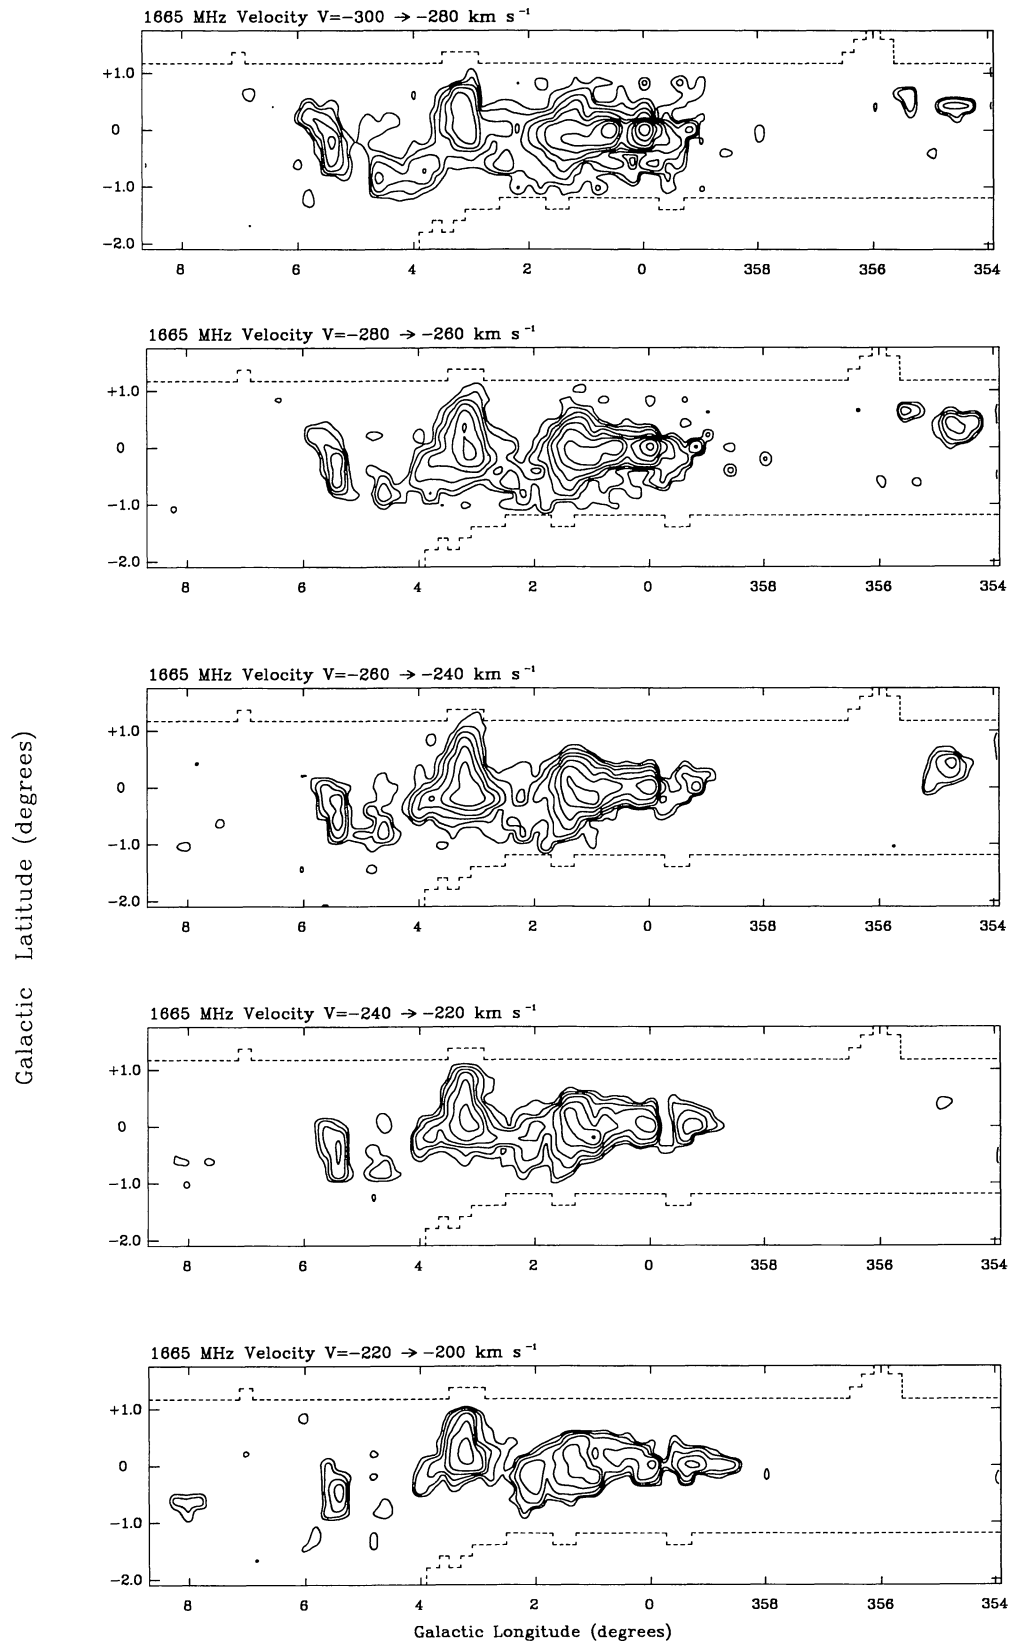 1665 MHz Velocity V=−300 → −280 km s⁻¹
+1.0
0
−1.0
−2.0
8 6 4 2 0 358 356 354
1665 MHz Velocity V=−280 → −260 km s⁻¹
+1.0
0
−1.0
−2.0
8 6 4 2 0 358 356 354
1665 MHz Velocity V=−260 → −240 km s⁻¹
+1.0
0
−1.0
−2.0
8 6 4 2 0 358 356 354
Galactic Latitude (degrees)
1665 MHz Velocity V=−240 → −220 km s⁻¹
+1.0
0
−1.0
−2.0
8 6 4 2 0 358 356 354
1665 MHz Velocity V=−220 → −200 km s⁻¹
+1.0
0
−1.0
−2.0
8 6 4 2 0 358 356 354
Galactic Longitude (degrees)